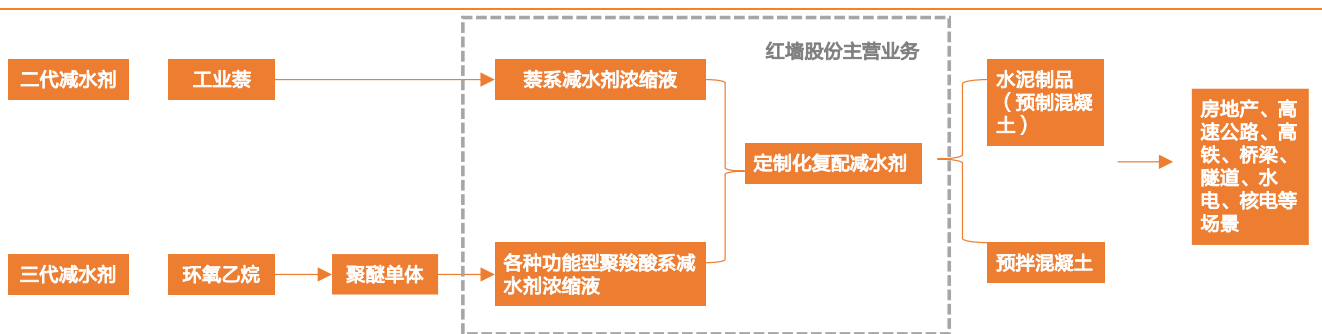 红墙股份主营业务
二代减水剂
工业萘
萘系减水剂浓缩液
水泥制品
（预制混凝
土）
房地产、高
速公路、高
铁、桥梁、
隧道、水
电、核电等
场景
定制化复配减水剂
三代减水剂
环氧乙烷
聚醚单体
各种功能型聚羧酸系减
水剂浓缩液
预拌混凝土